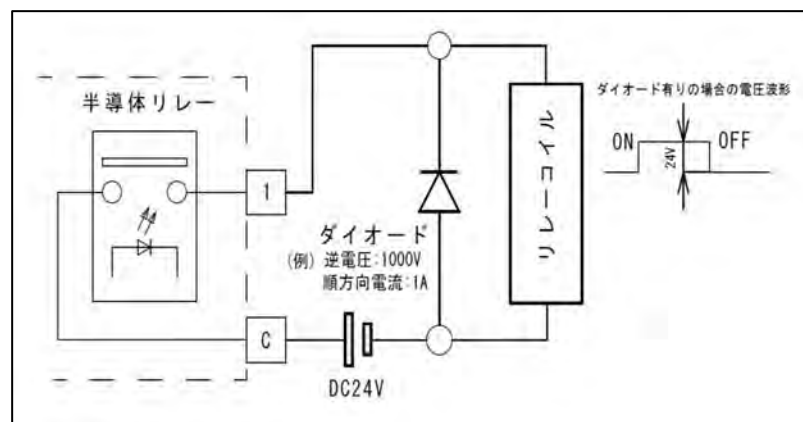 半導体リレー
1
C
DC24V
ダイオード
(例) 逆電圧:1000V
順方向電流:1A
リレーコイル
ダイオード有りの場合の電圧波形
ON
24V
OFF